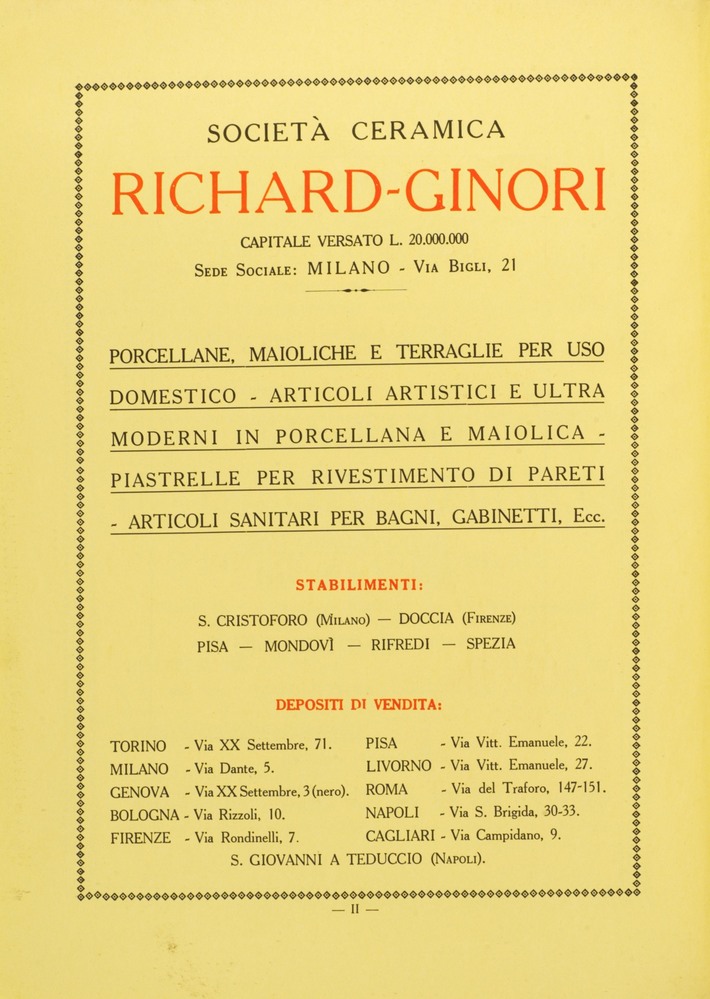 SOCIETÀ CERAMICA
RICHARD-GINORI
CAPITALE VERSATO L. 20.000.000
SEDE SOCIALE: MILANO - VIA BIGLI, 21
PORCELLANE, MAIOLICHE E TERRAGLIE PER USO
DOMESTICO - ARTICOLI ARTISTICI E ULTRA
MODERNI IN PORCELLANA E MAIOLICA -
PIASTRELLE PER RIVESTIMENTO DI PARETI
- ARTICOLI SANITARI PER BAGNI, GABINETTI, Ecc.
STABILIMENTI:
S. CRISTOFORO (MILANO) — DOCCIA (FIRENZE)
PISA — MONDOVÌ — RIFREDI — SPEZIA
DEPOSITI DI VENDITA:
TORINO - Via XX Settembre, 71.
MILANO - Via Dante, 5.
GENOVA - Via XX Settembre, 3 (nero).
BOLOGNA - Via Rizzoli, 10.
FIRENZE - Via Rondinelli, 7.
PISA - Via Vitt. Emanuele, 22.
LIVORNO - Via Vitt. Emanuele, 27.
ROMA - Via del Traforo, 147-151.
NAPOLI - Via S. Brigida, 30-33.
CAGLIARI - Via Campidano, 9.
S. GIOVANNI A TEDUCCIO (NAPOLI).
— II —